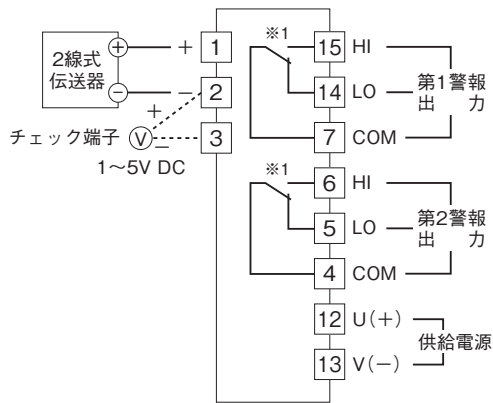 2線式
伝送器
+
−
+
−
1
2
3
+
−
チェック端子
V
1〜5V DC
※1
15
HI
14
LO
7
COM
第1警報
出 力
※1
6
HI
5
LO
4
COM
第2警報
出 力
12
U(+)
13
V(−)
供給電源